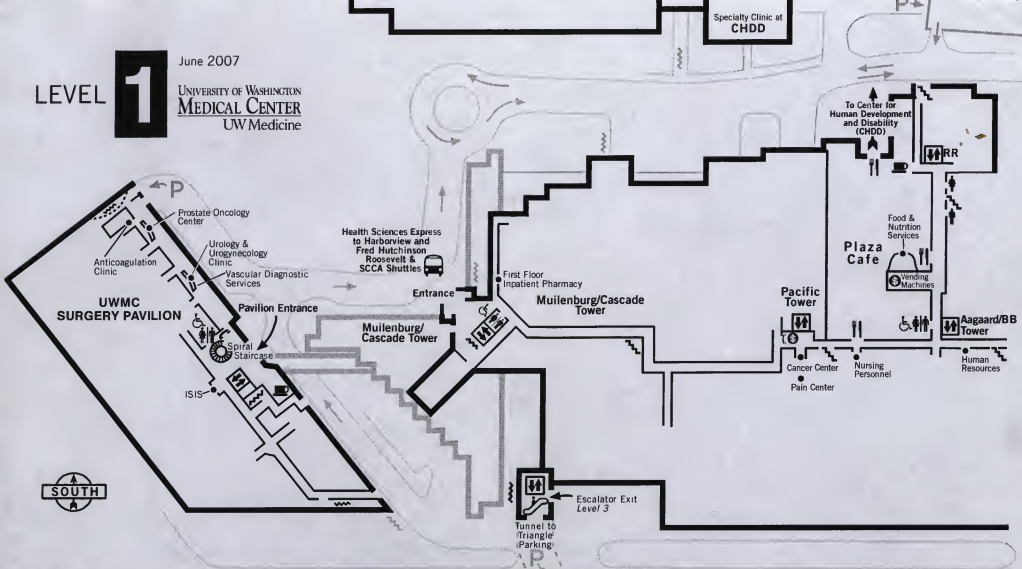 Specialty Clinic at
CHDD
P
LEVEL 1
June 2007
UNIVERSITY OF WASHINGTON
MEDICAL CENTER
UW Medicine
To Center for
Human Development
and Disability
(CHDD)
RR
P
Prostate Oncology
Center
Anticoagulation
Clinic
Urology &
Urogynecology
Clinic
Vascular Diagnostic
Services
UWMC
SURGERY PAVILION
Pavilion Entrance
Spiral
Staircase
ISIS
Health Sciences Express
to Harborview and
Fred Hutchinson
Roosevelt &
SCCA Shuttles
Entrance
First Floor
Inpatient Pharmacy
Muilenburg/
Cascade Tower
Muilenburg/Cascade
Tower
Food &
Nutrition
Services
Plaza
Cafe
$
Vending
Machines
Pacific
Tower
$
Aagaard/BB
Tower
Cancer Center
Pain Center
Nursing
Personnel
Human
Resources
SOUTH
Escalator Exit
Level 3
Tunnel to
Triangle
Parking
P